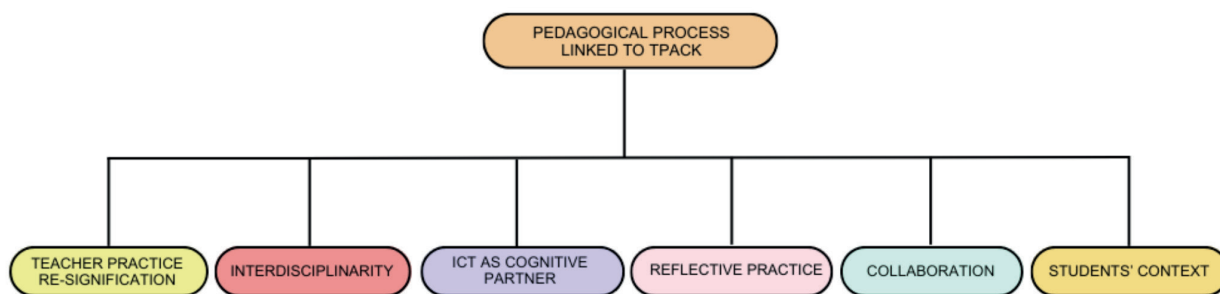 PEDAGOGICAL PROCESS
LINKED TO TPACK
TEACHER PRACTICE
RE-SIGNIFICATION
INTERDISCIPLINARITY
ICT AS COGNITIVE
PARTNER
REFLECTIVE PRACTICE
COLLABORATION
STUDENTS’ CONTEXT